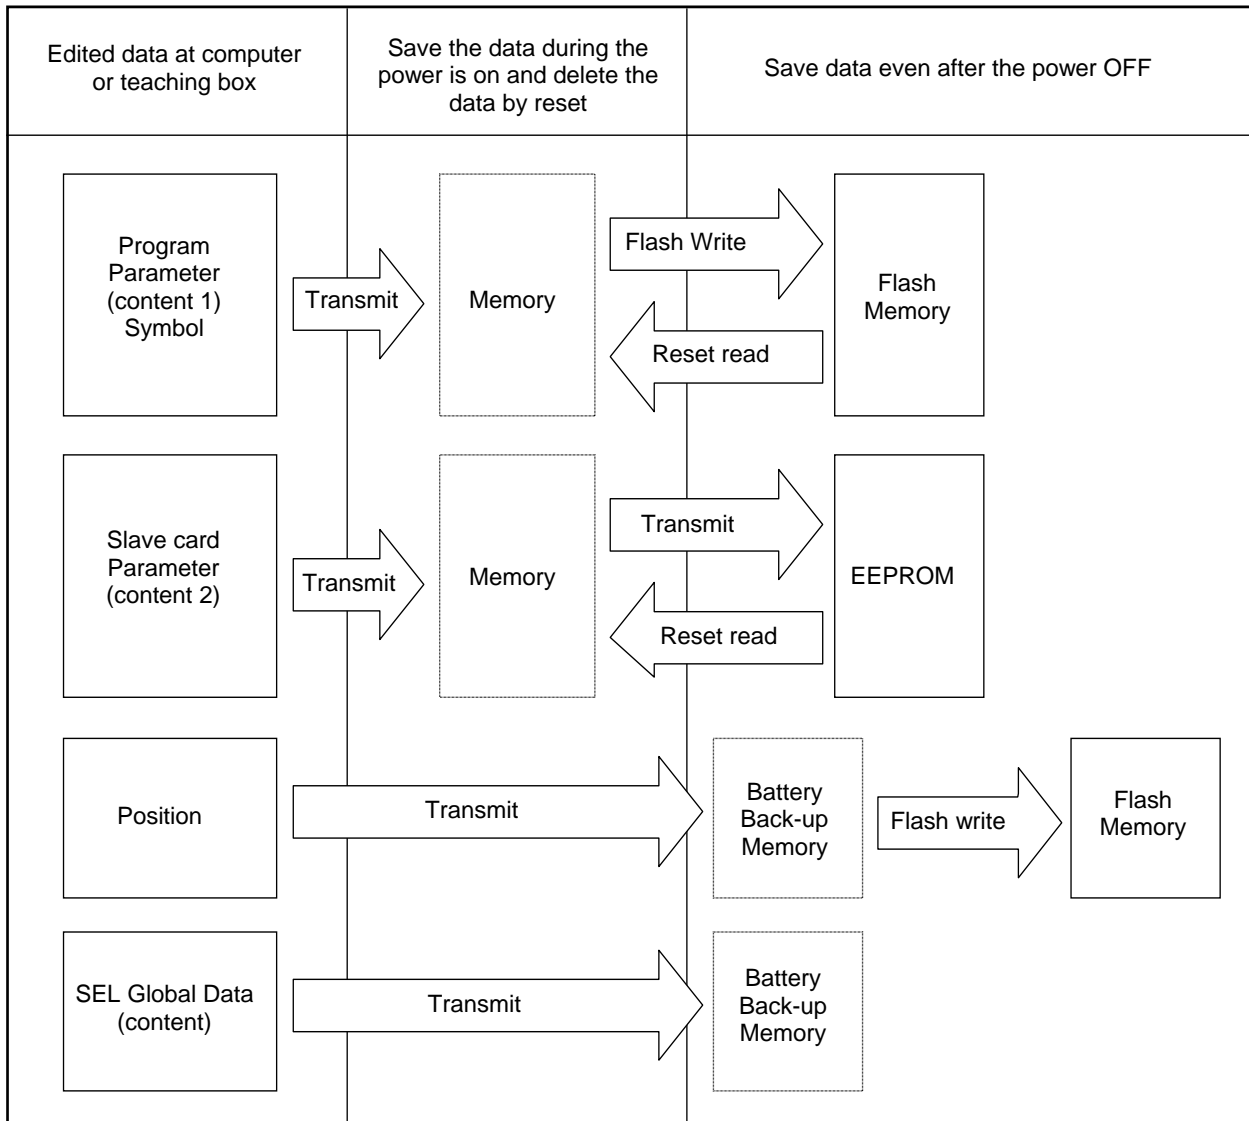 Edited data at computer
or teaching box
Save the data during the
power is on and delete the
data by reset
Save data even after the power OFF
Program
Parameter
(content 1)
Symbol
Transmit
Memory
Flash Write
Reset read
Flash
Memory
Slave card
Parameter
(content 2)
Transmit
Memory
Transmit
Reset read
EEPROM
Position
Transmit
Battery
Back-up
Memory
Flash write
Flash
Memory
SEL Global Data
(content)
Transmit
Battery
Back-up
Memory